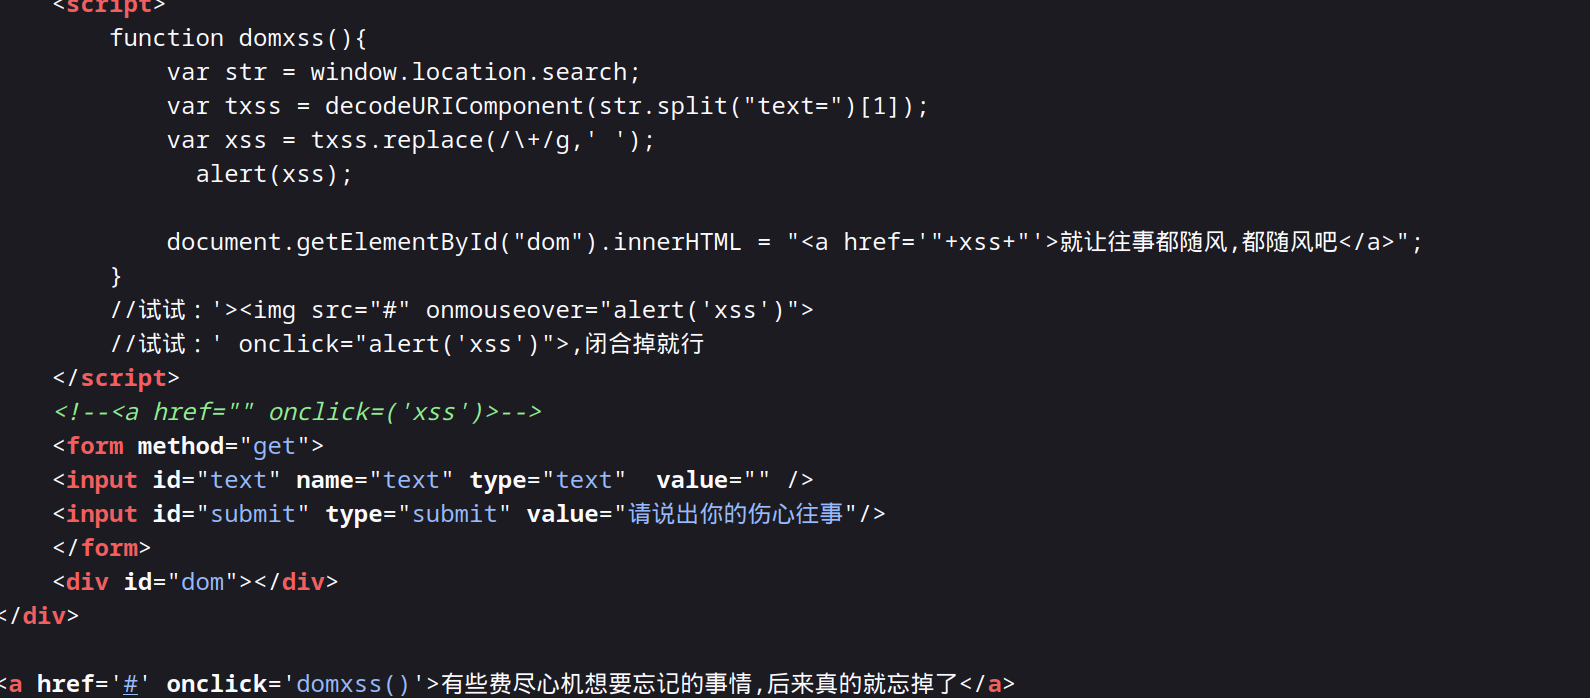 <script>
function domxss(){
var str = window.location.search;
var txss = decodeURIComponent(str.split("text=")[1]);
var xss = txss.replace(/\+/g,' ');
alert(xss);
document.getElementById("dom").innerHTML = "<a href='"+xss+"'>就让往事都随风,都随风吧</a>";
}
//试试：'><img src="#" onmouseover="alert('xss')">
//试试：' onclick="alert('xss')">,闭合掉就行
</script>
<!--<a href="" onclick=('xss')>-->
<form method="get">
<input id="text" name="text" type="text"  value="" />
<input id="submit" type="submit" value="请说出你的伤心往事"/>
</form>
<div id="dom"></div>
</div>
<a href='#' onclick='domxss()'>有些费尽心机想要忘记的事情,后来真的就忘掉了</a>